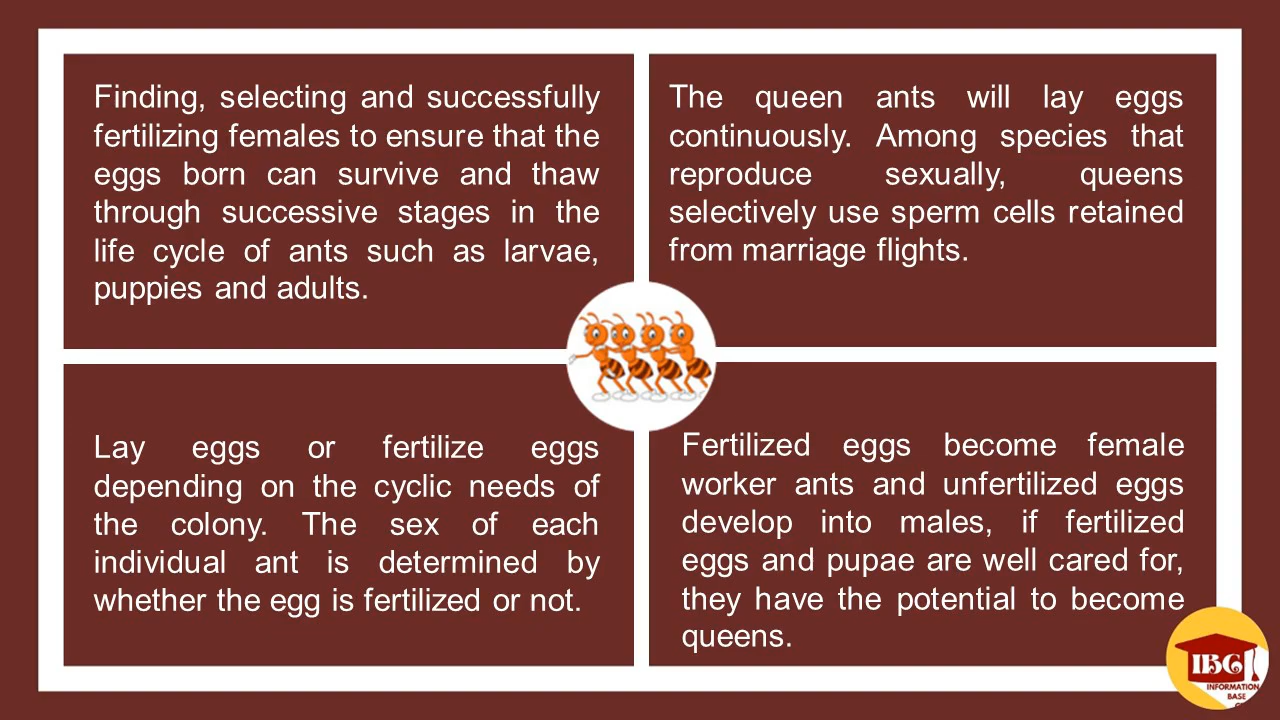 Finding, selecting and successfully
fertilizing females to ensure that the
eggs born can survive and thaw
through successive stages in the
life cycle of ants such as larvae,
puppies and adults.
The queen ants will lay eggs
continuously. Among species that
reproduce sexually, queens
selectively use sperm cells retained
from marriage flights.
Lay eggs or fertilize eggs
depending on the cyclic needs of
the colony. The sex of each
individual ant is determined by
whether the egg is fertilized or not.
Fertilized eggs become female
worker ants and unfertilized eggs
develop into males, if fertilized
eggs and pupae are well cared for,
they have the potential to become
queens.
IBG
INFORMATION
BASE